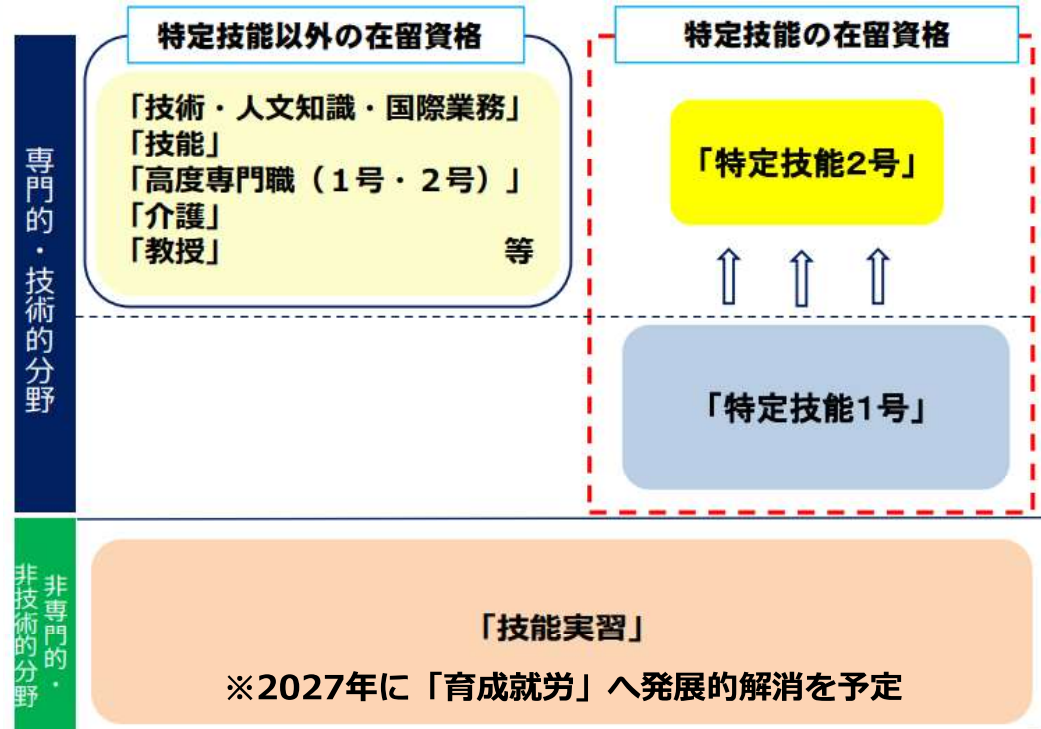 特定技能以外の在留資格
特定技能の在留資格
専門的・技術的分野
「技術・人文知識・国際業務」
「技能」
「高度専門職（１号・２号）」
「介護」
「教授」 等
「特定技能２号」
「特定技能１号」
非専門的・
非技術的分野
「技能実習」
※2027年に「育成就労」へ発展的解消を予定